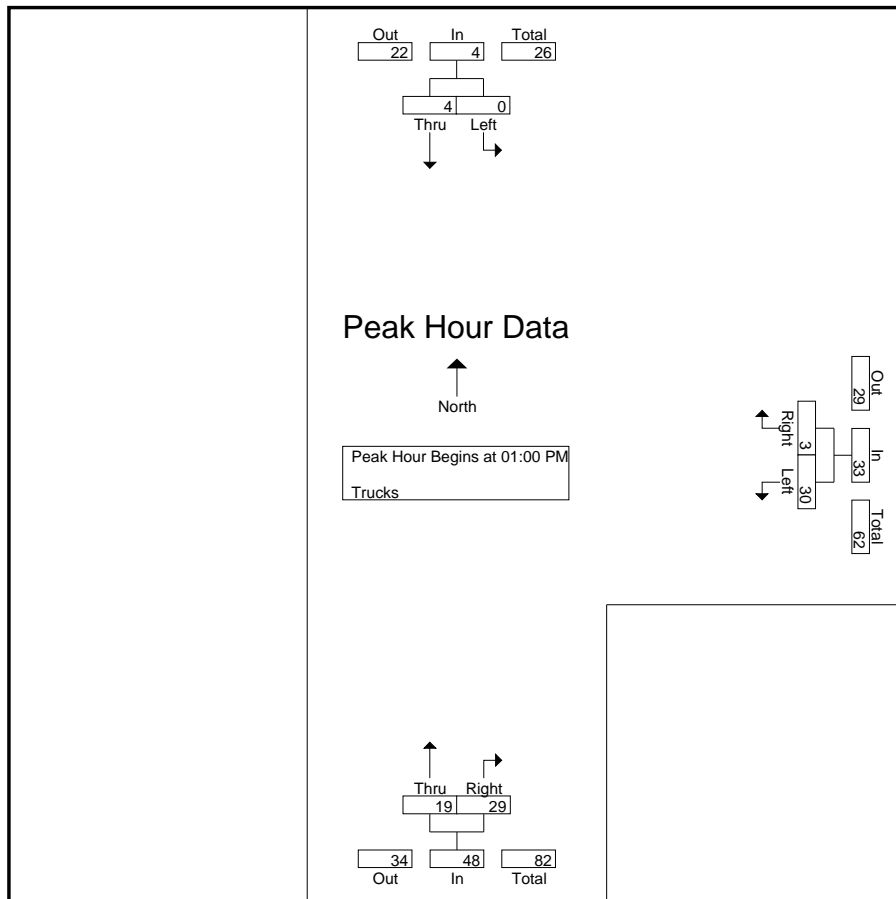 Out In Total
22 4 26
4 0
Thru Left
Peak Hour Data
North
Peak Hour Begins at 01:00 PM
Trucks
Out In Total
29 33 62
3 30
Right Left
Thru Right
19 29
34 48 82
Out In Total